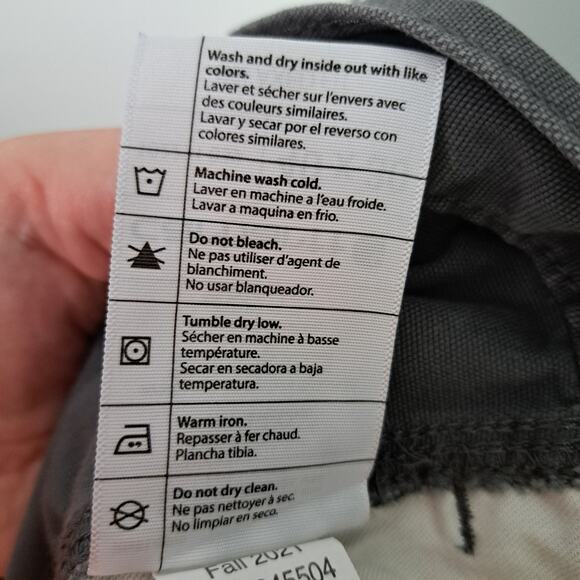 Wash and dry inside out with like
colors.
Laver et sécher sur l'envers avec
des couleurs similaires.
Lavar y secar por el reverso con
colores similares.
Machine wash cold.
Laver en machine a l'eau froide.
Lavar a maquina en frio.
Do not bleach.
Ne pas utiliser d'agent de
blanchiment.
No usar blanqueador.
Tumble dry low.
Sécher en machine à basse
température.
Secar en secadora a baja
temperatura.
Warm iron.
Repasser à fer chaud.
Plancha tibia.
Do not dry clean.
Ne pas nettoyer à sec.
No limpiar en seco.
Fall 2021